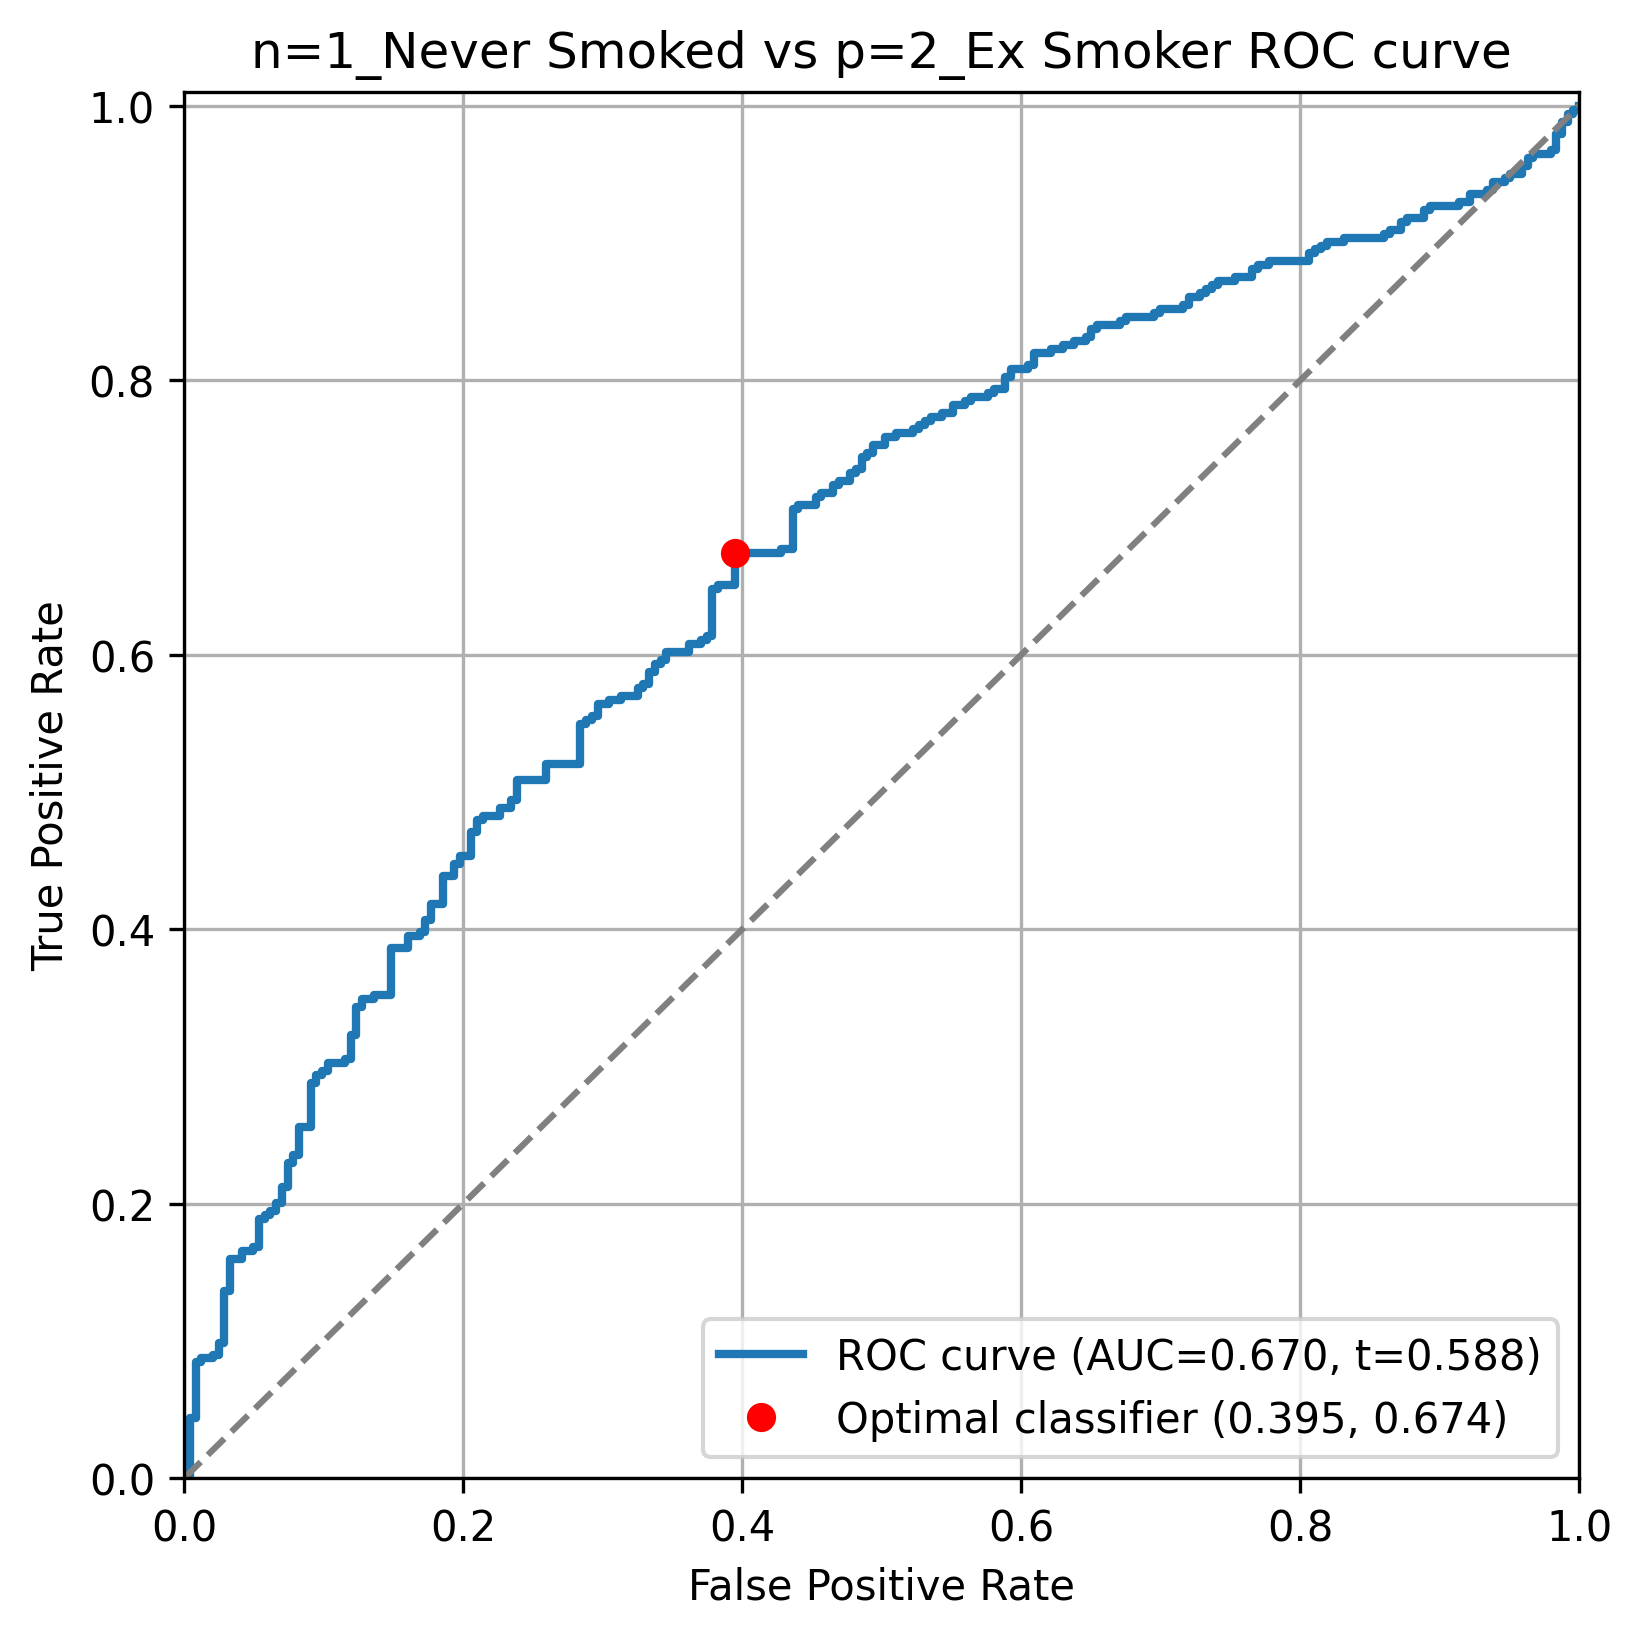 n=1_Never Smoked vs p=2_Ex Smoker ROC curve
1.0
0.8
0.6
0.4
0.2
0.0
True Positive Rate
ROC curve (AUC=0.670, t=0.588)
Optimal classifier (0.395, 0.674)
0.0 0.2 0.4 0.6 0.8 1.0
False Positive Rate